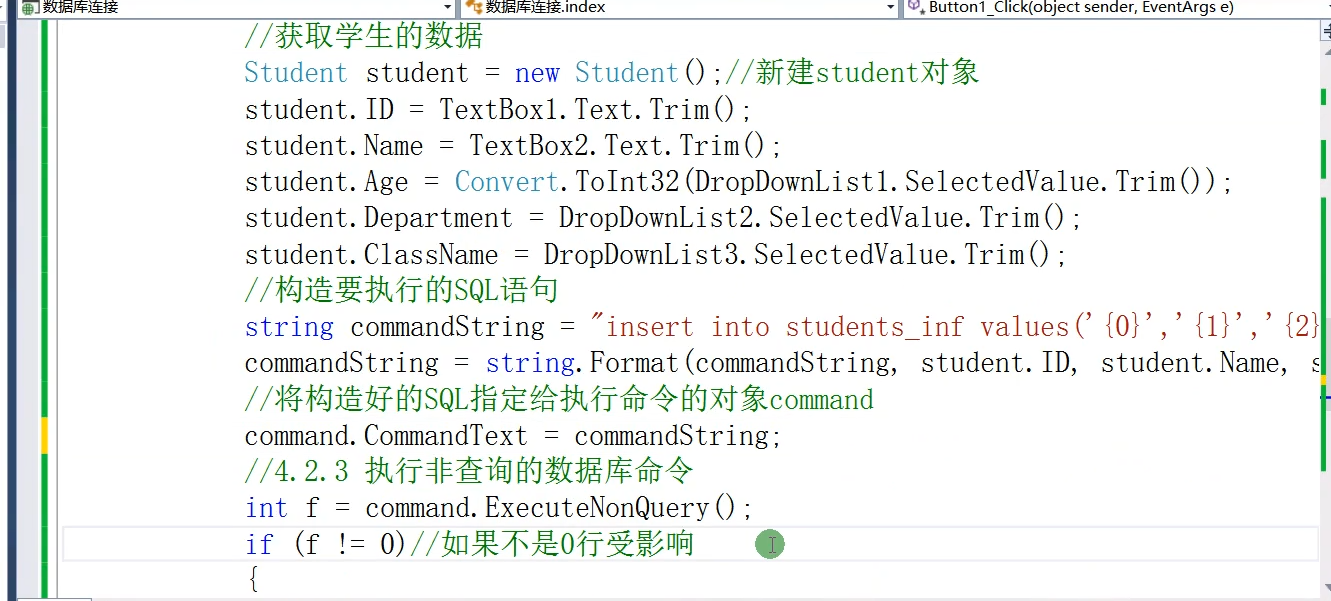 数据库连接
数据库连接.index
Button1_Click(object sender, EventArgs e)
//获取学生的数据
Student student = new Student();//新建student对象
student.ID = TextBox1.Text.Trim();
student.Name = TextBox2.Text.Trim();
student.Age = Convert.ToInt32(DropDownList1.SelectedValue.Trim());
student.Department = DropDownList2.SelectedValue.Trim();
student.ClassName = DropDownList3.SelectedValue.Trim();
//构造要执行的SQL语句
string commandString = "insert into students_inf values('{0}','{1}','{2}
commandString = string.Format(commandString, student.ID, student.Name, s
//将构造好的SQL指定给执行命令的对象command
command.CommandText = commandString;
//4.2.3 执行非查询的数据库命令
int f = command.ExecuteNonQuery();
if (f != 0)//如果不是0行受影响
{